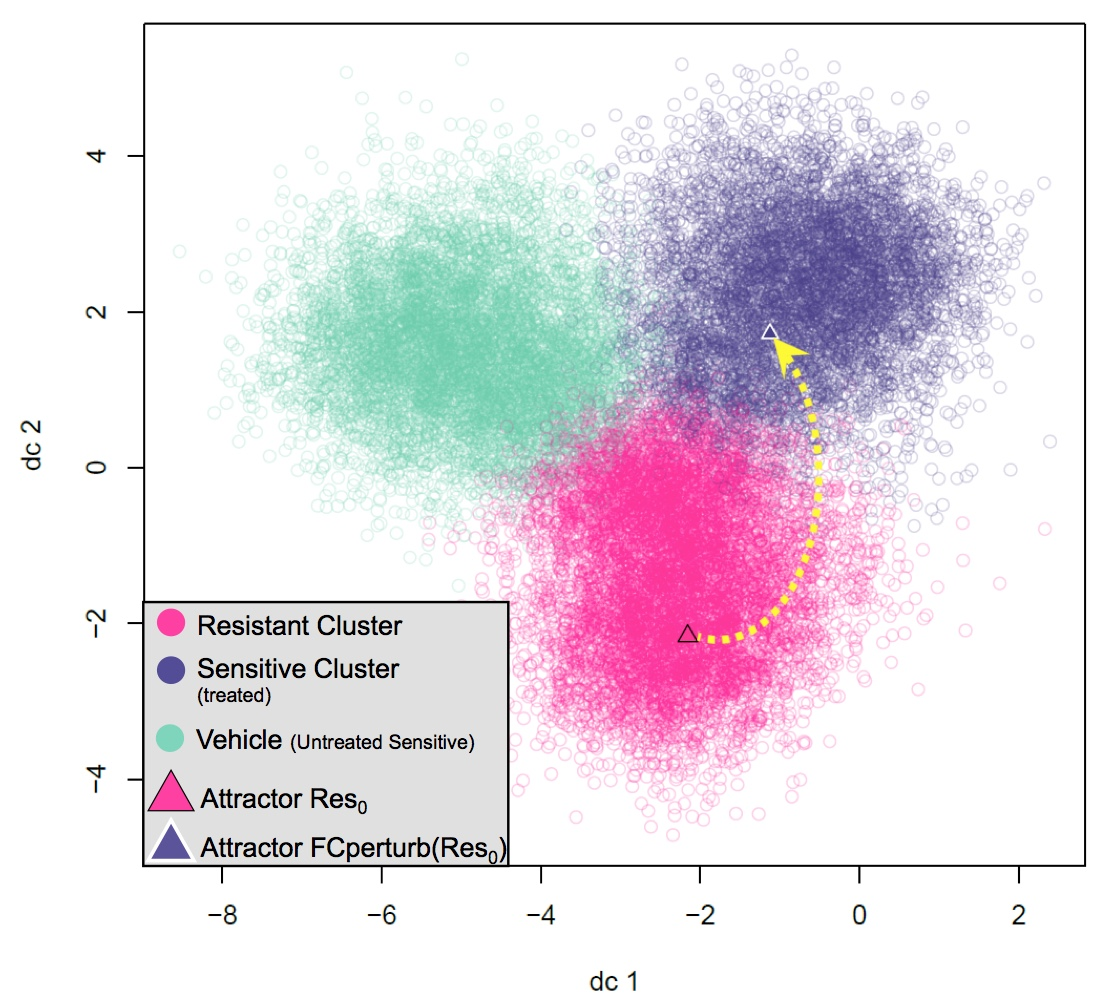 dc 2
4
2
0
−2
−4
Resistant Cluster
Sensitive Cluster
(treated)
Vehicle (Untreated Sensitive)
Attractor Res₀
Attractor FCperturb(Res₀)
−8 −6 −4 −2 0 2
dc 1